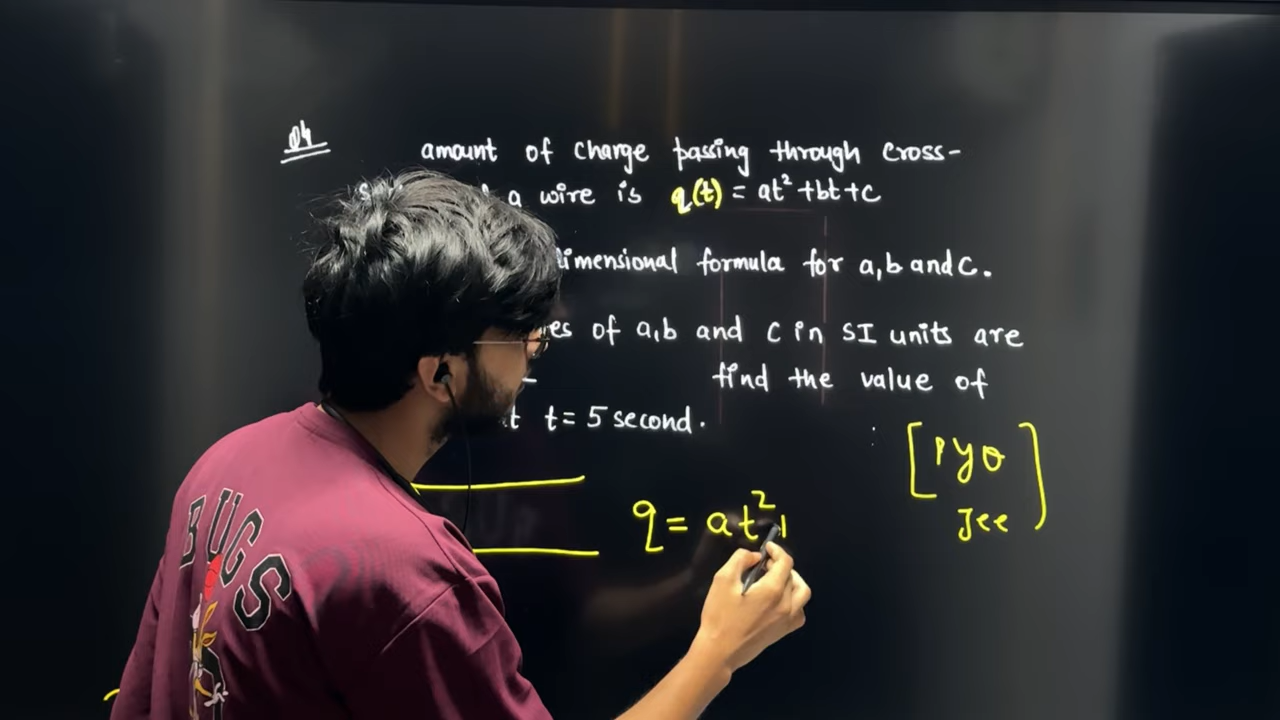 Q4
amount of charge passing through cross-
a wire is q(t) = at² + bt + c
dimensional formula for a, b and c.
of a, b and c in SI units are
find the value of
t = 5 second.
[PYQ
Jee]
q = at²
BUGS